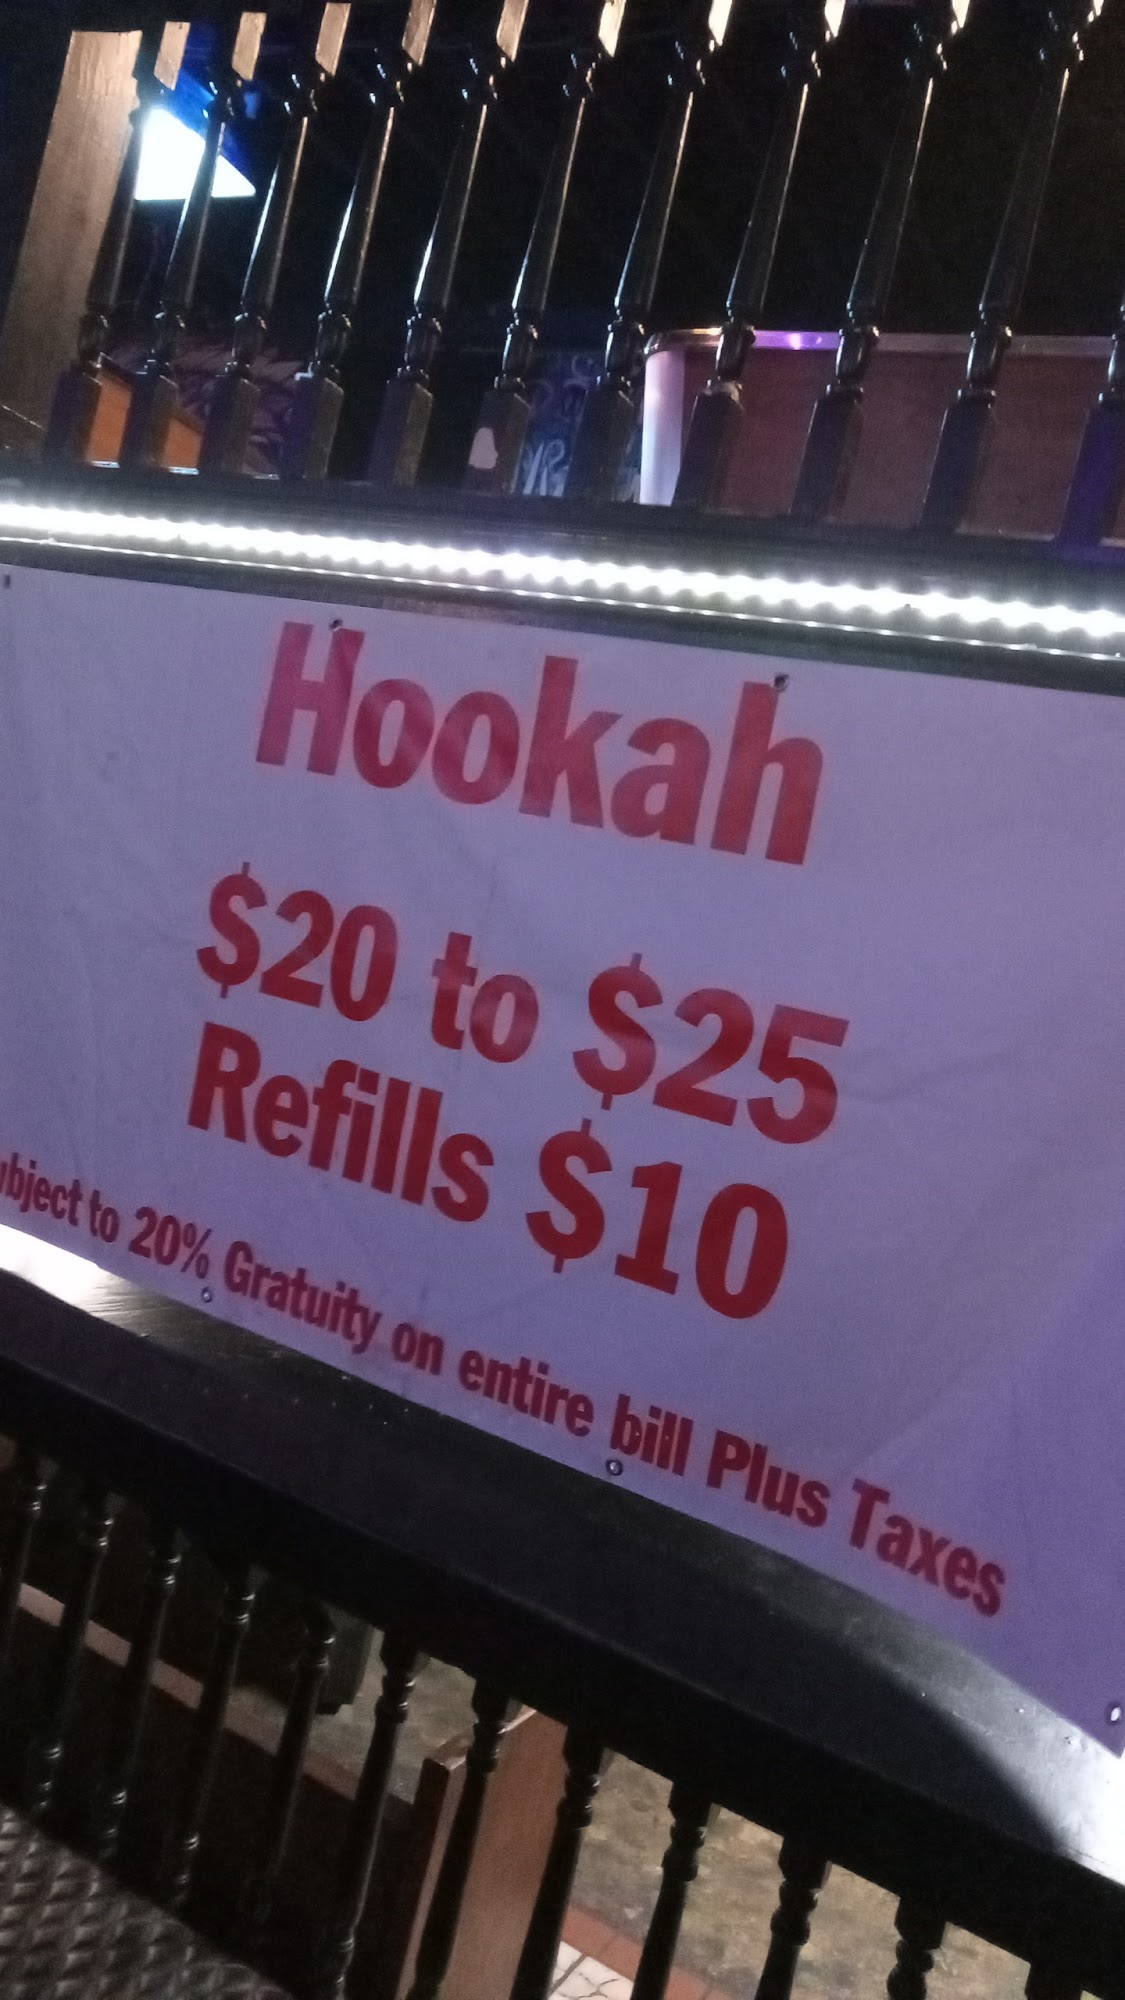 Hookah
$20 to $25
Refills $10
ubject to 20% Gratuity on entire bill Plus Taxes